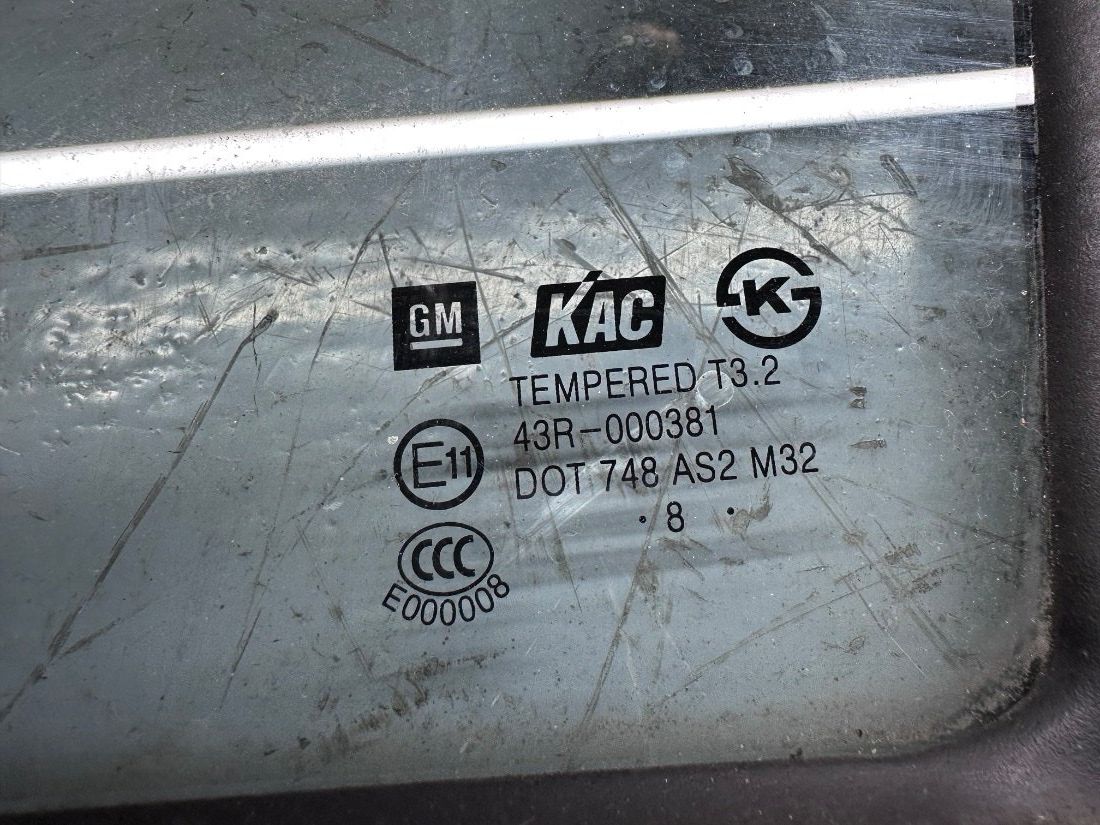 GM KAC K
TEMPERED T3.2
43R-000381
E11
DOT 748 AS2 M32
. 8 .
CCC
E000008